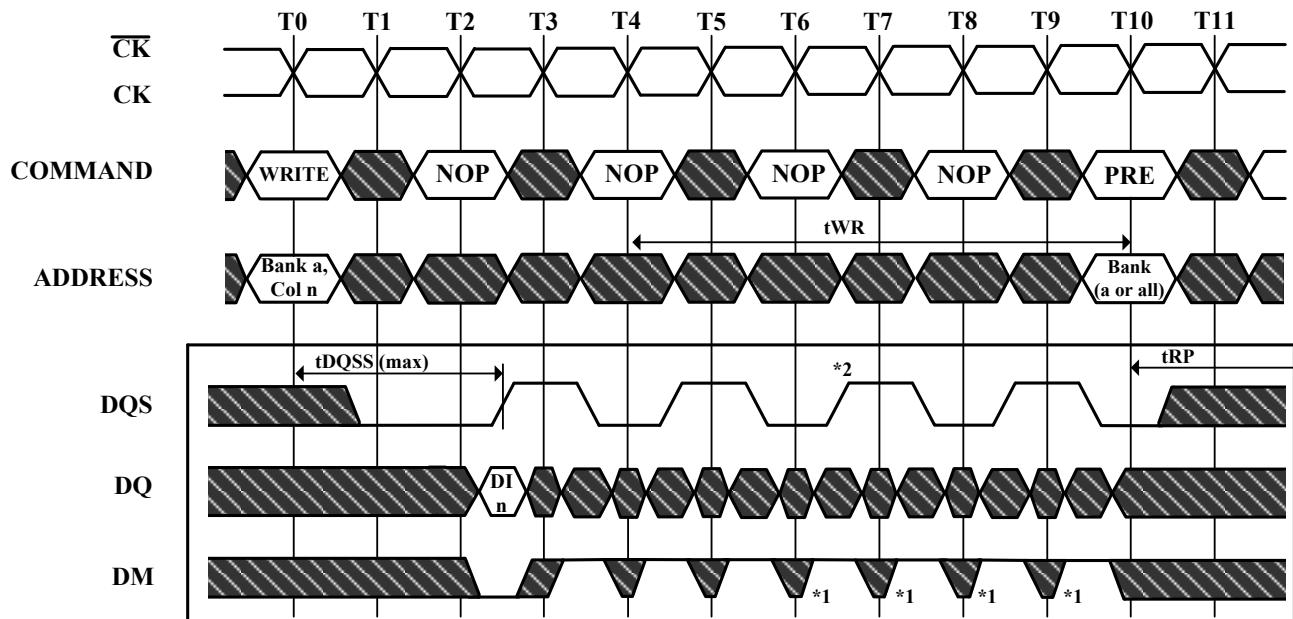 T0 T1 T2 T3 T4 T5 T6 T7 T8 T9 T10 T11
CK
CK
COMMAND WRITE NOP NOP NOP NOP PRE
tWR
ADDRESS Bank a, Col n Bank (a or all)
tDQSS (max) *2 tRP
DQS
DQ DI n
DM *1 *1 *1 *1